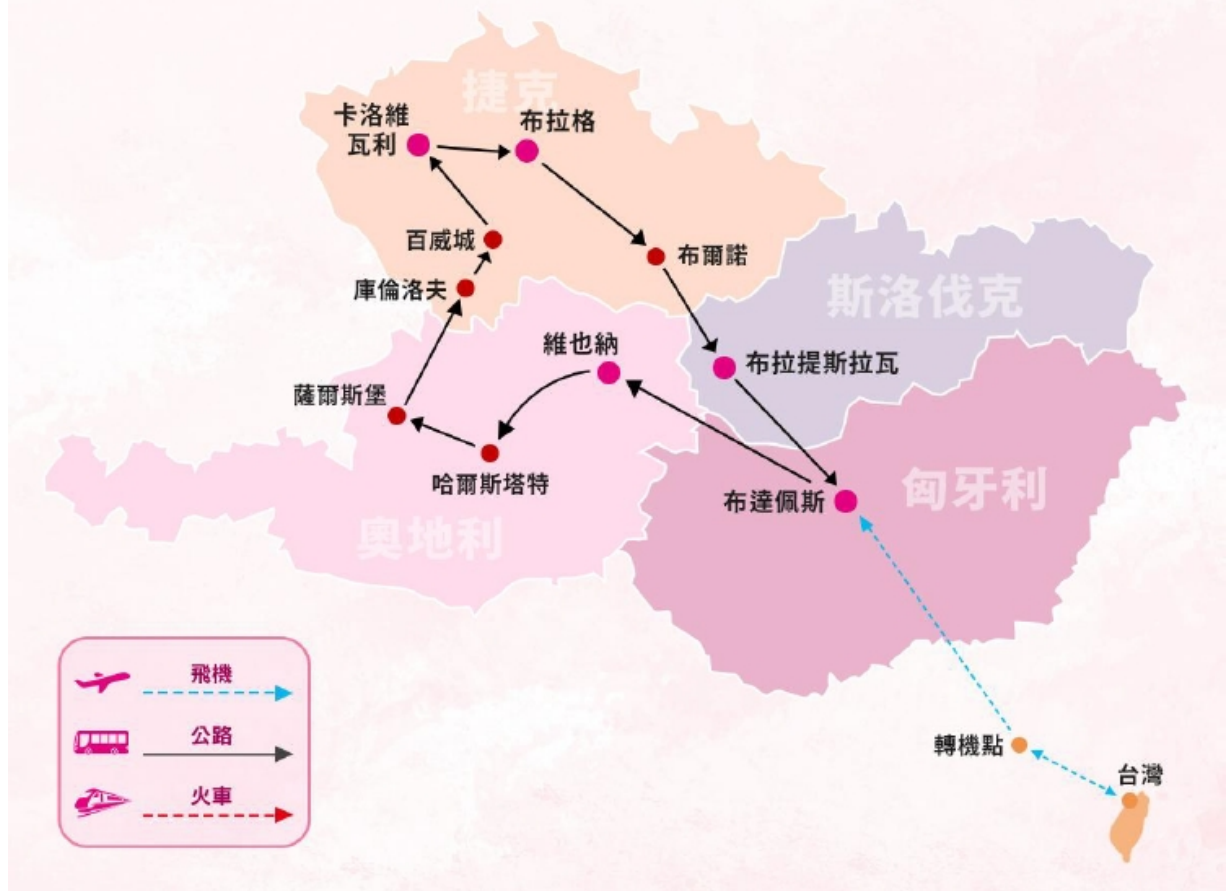 捷克
卡洛維
瓦利
布拉格
百威城
布爾諾
庫倫洛夫
斯洛伐克
維也納
布拉提斯拉瓦
薩爾斯堡
哈爾斯塔特
布達佩斯
匈牙利
奧地利
飛機
公路
火車
轉機點
台灣